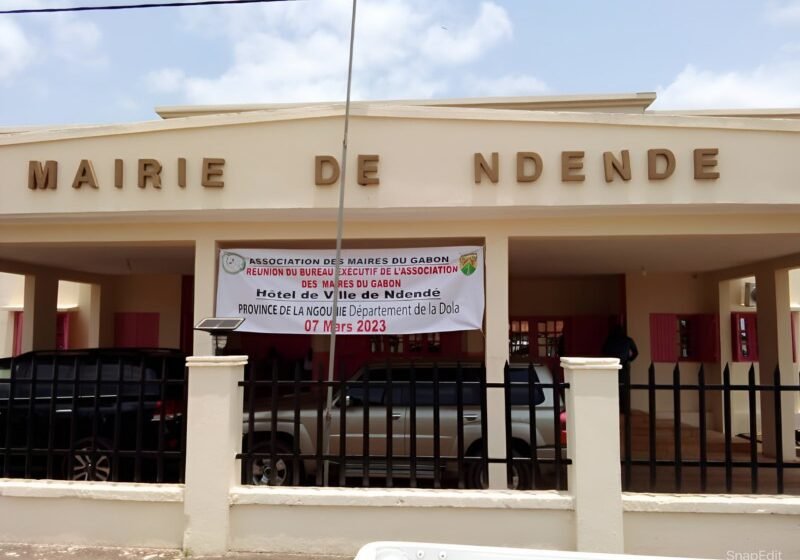 MAIRIE DE NDENDE
ASSOCIATION DES MAIRES DU GABON
REUNION DU BUREAU EXÉCUTIF DE L'ASSOCIATION
DES MAIRES DU GABON
Hôtel de Ville de Ndendé
PROVINCE DE LA NGOUNIE Département de la Dola
07 Mars 2023
SnapEdit